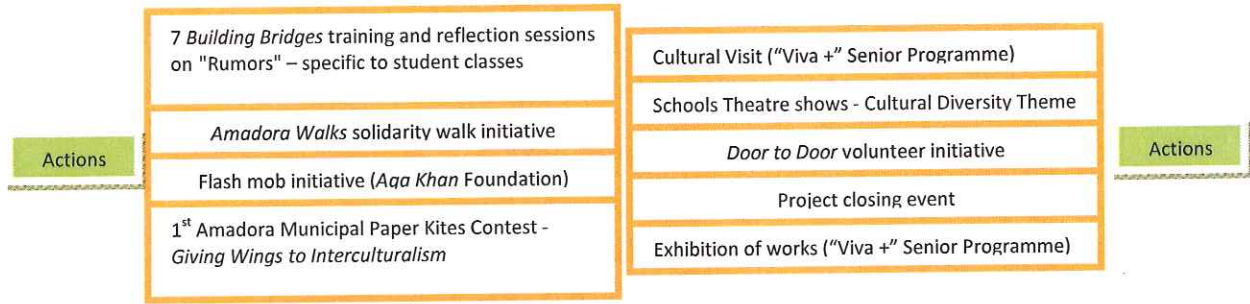 Actions
7 Building Bridges training and reflection sessions
on "Rumors" – specific to student classes
Amadora Walks solidarity walk initiative
Flash mob initiative (Aga Khan Foundation)
1st Amadora Municipal Paper Kites Contest -
Giving Wings to Interculturalism
Cultural Visit (“Viva +” Senior Programme)
Schools Theatre shows - Cultural Diversity Theme
Door to Door volunteer initiative
Project closing event
Exhibition of works (“Viva +” Senior Programme)
Actions